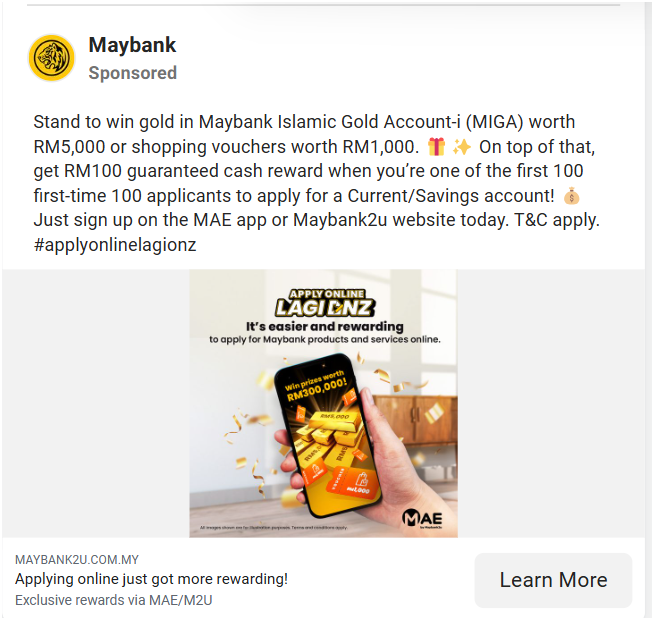 Maybank
Sponsored
Stand to win gold in Maybank Islamic Gold Account-i (MIGA) worth
RM5,000 or shopping vouchers worth RM1,000. 🎁 ✨ On top of that,
get RM100 guaranteed cash reward when you’re one of the first 100
first-time 100 applicants to apply for a Current/Savings account! 💰
Just sign up on the MAE app or Maybank2u website today. T&C apply.
#applyonlinelagionz
APPLY ONLINE
LAGI ONZ
It’s easier and rewarding
to apply for Maybank products and services online.
Win prizes worth
RM300,000!
RM5,000
RM5
RM5
VOUCHER
RM1,000
All images shown are for illustration purposes. Terms and conditions apply.
MAE
by Maybank2u
MAYBANK2U.COM.MY
Applying online just got more rewarding!
Exclusive rewards via MAE/M2U
Learn More